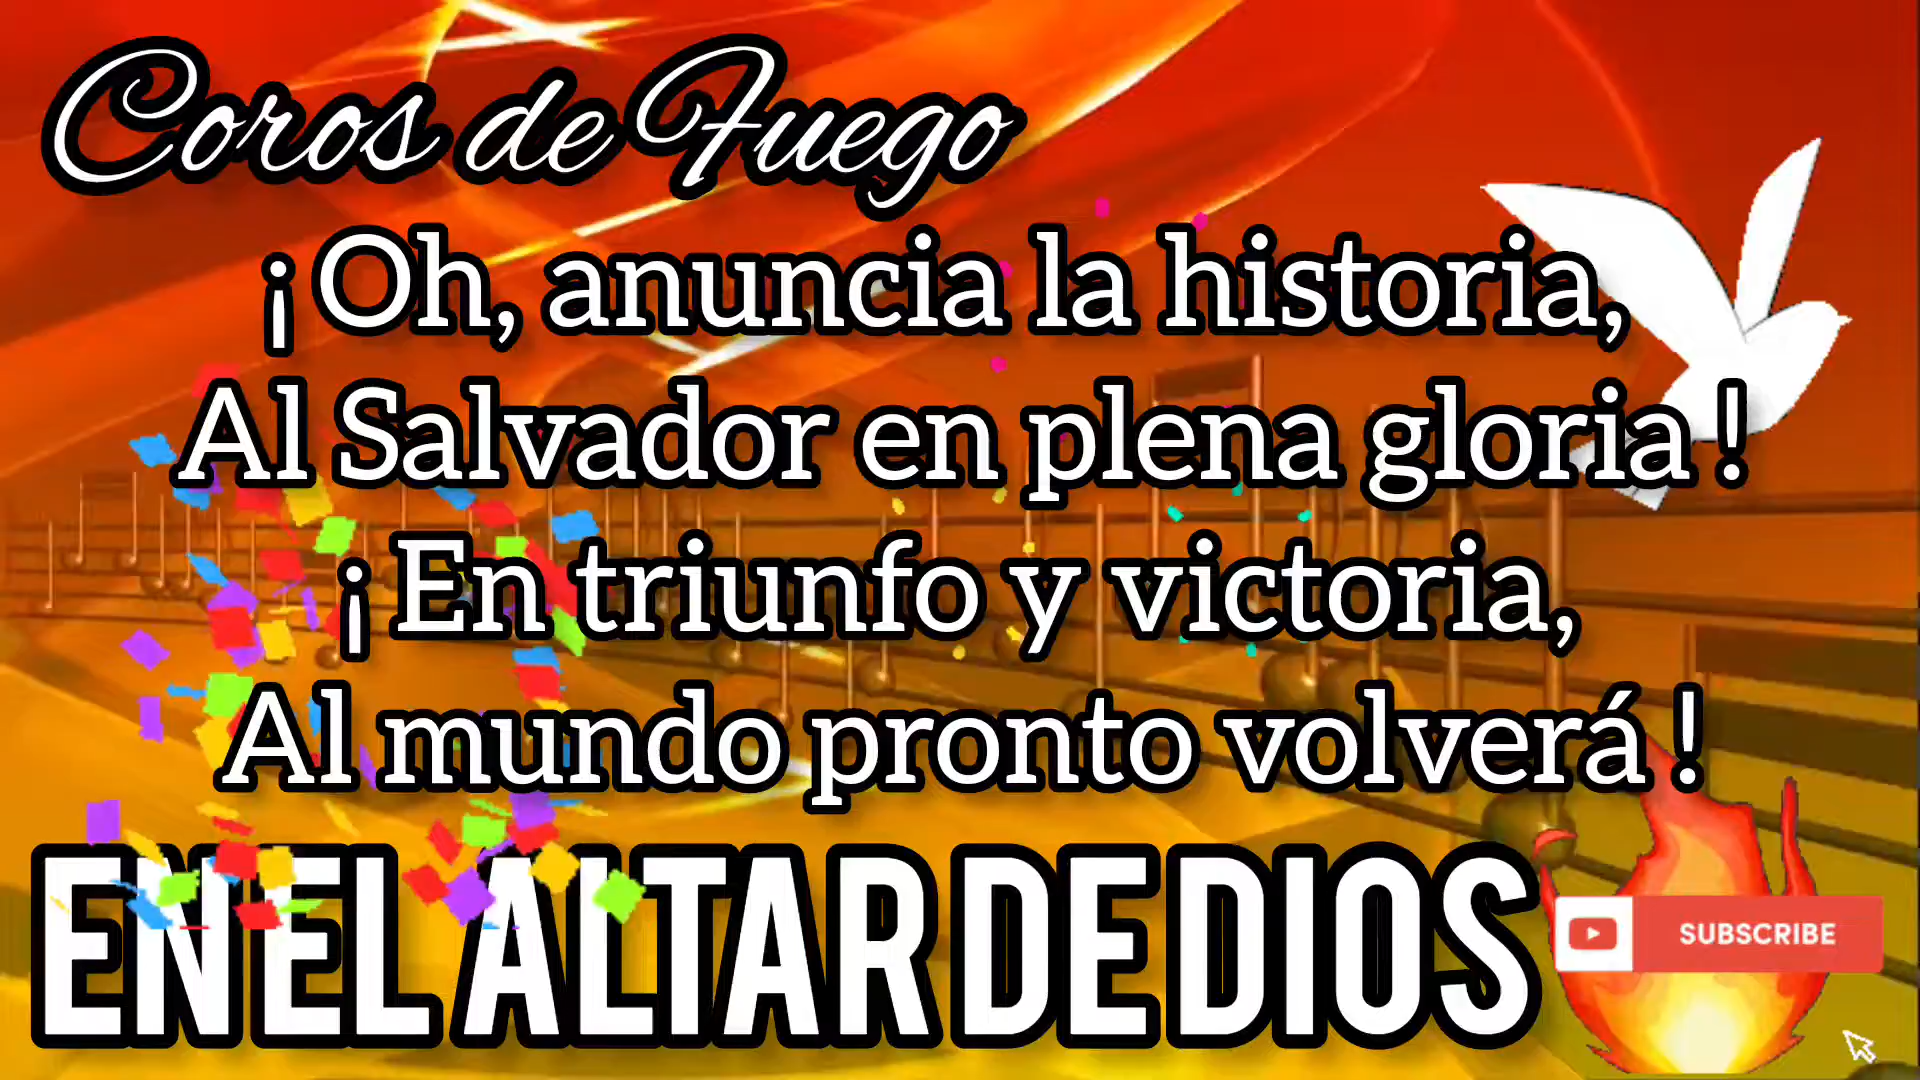 Coros de Fuego
¡Oh, anuncia la historia,
Al Salvador en plena gloria!
¡En triunfo y victoria,
Al mundo pronto volverá!
EN EL ALTAR DE DIOS
SUBSCRIBE